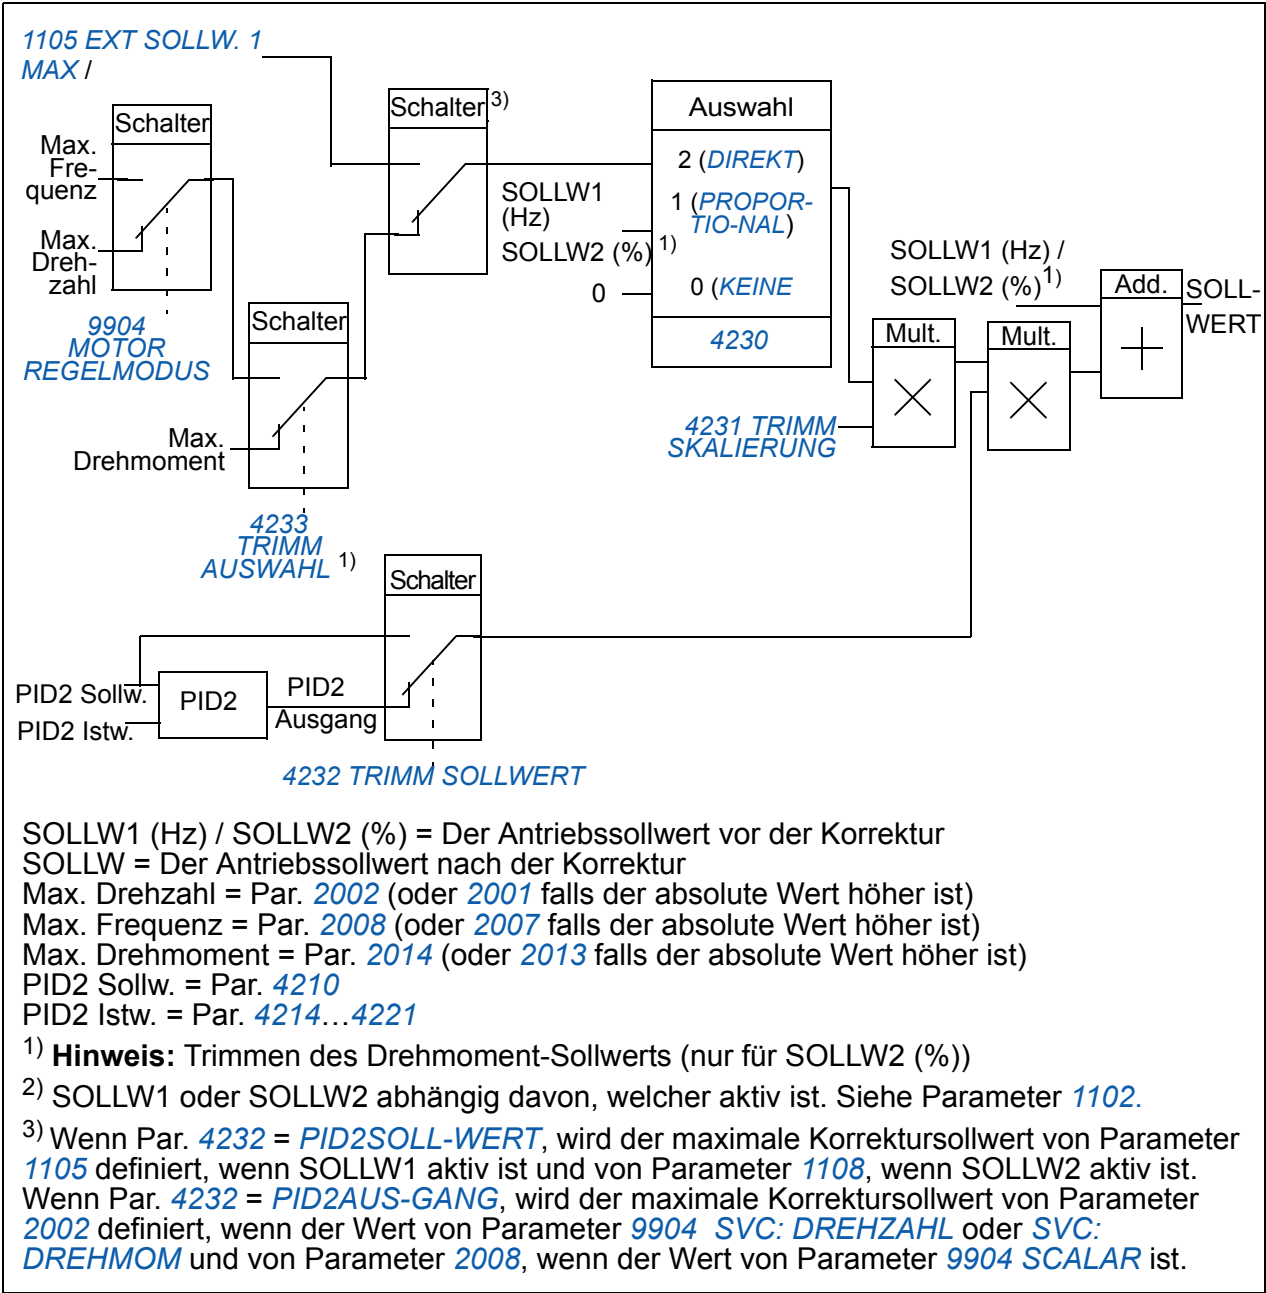 1105 EXT SOLLW. 1
MAX /
Schalter
Max.
Fre-
quenz
Max.
Dreh-
zahl
9904
MOTOR
REGELMODUS
Schalter
Max.
Drehmoment
4233
TRIMM
AUSWAHL 1)
Schalter 3)
SOLLW1
(Hz)
SOLLW2 (%) 1)
0
Auswahl
2 (DIREKT)
1 (PROPOR-
TIO-NAL)
0 (KEINE
4230
4231 TRIMM
SKALIERUNG
Mult.
SOLLW1 (Hz) /
SOLLW2 (%)1)
Mult.
Add.
SOLL-
WERT
Schalter
PID2 Sollw.
PID2 Istw.
PID2
PID2
Ausgang
4232 TRIMM SOLLWERT
SOLLW1 (Hz) / SOLLW2 (%) = Der Antriebssollwert vor der Korrektur
SOLLW = Der Antriebssollwert nach der Korrektur
Max. Drehzahl = Par. 2002 (oder 2001 falls der absolute Wert höher ist)
Max. Frequenz = Par. 2008 (oder 2007 falls der absolute Wert höher ist)
Max. Drehmoment = Par. 2014 (oder 2013 falls der absolute Wert höher ist)
PID2 Sollw. = Par. 4210
PID2 Istw. = Par. 4214…4221
1) Hinweis: Trimmen des Drehmoment-Sollwerts (nur für SOLLW2 (%))
2) SOLLW1 oder SOLLW2 abhängig davon, welcher aktiv ist. Siehe Parameter 1102.
3) Wenn Par. 4232 = PID2SOLL-WERT, wird der maximale Korrektursollwert von Parameter
1105 definiert, wenn SOLLW1 aktiv ist und von Parameter 1108, wenn SOLLW2 aktiv ist.
Wenn Par. 4232 = PID2AUS-GANG, wird der maximale Korrektursollwert von Parameter
2002 definiert, wenn der Wert von Parameter 9904 SVC: DREHZAHL oder SVC:
DREHMOM und von Parameter 2008, wenn der Wert von Parameter 9904 SCALAR ist.